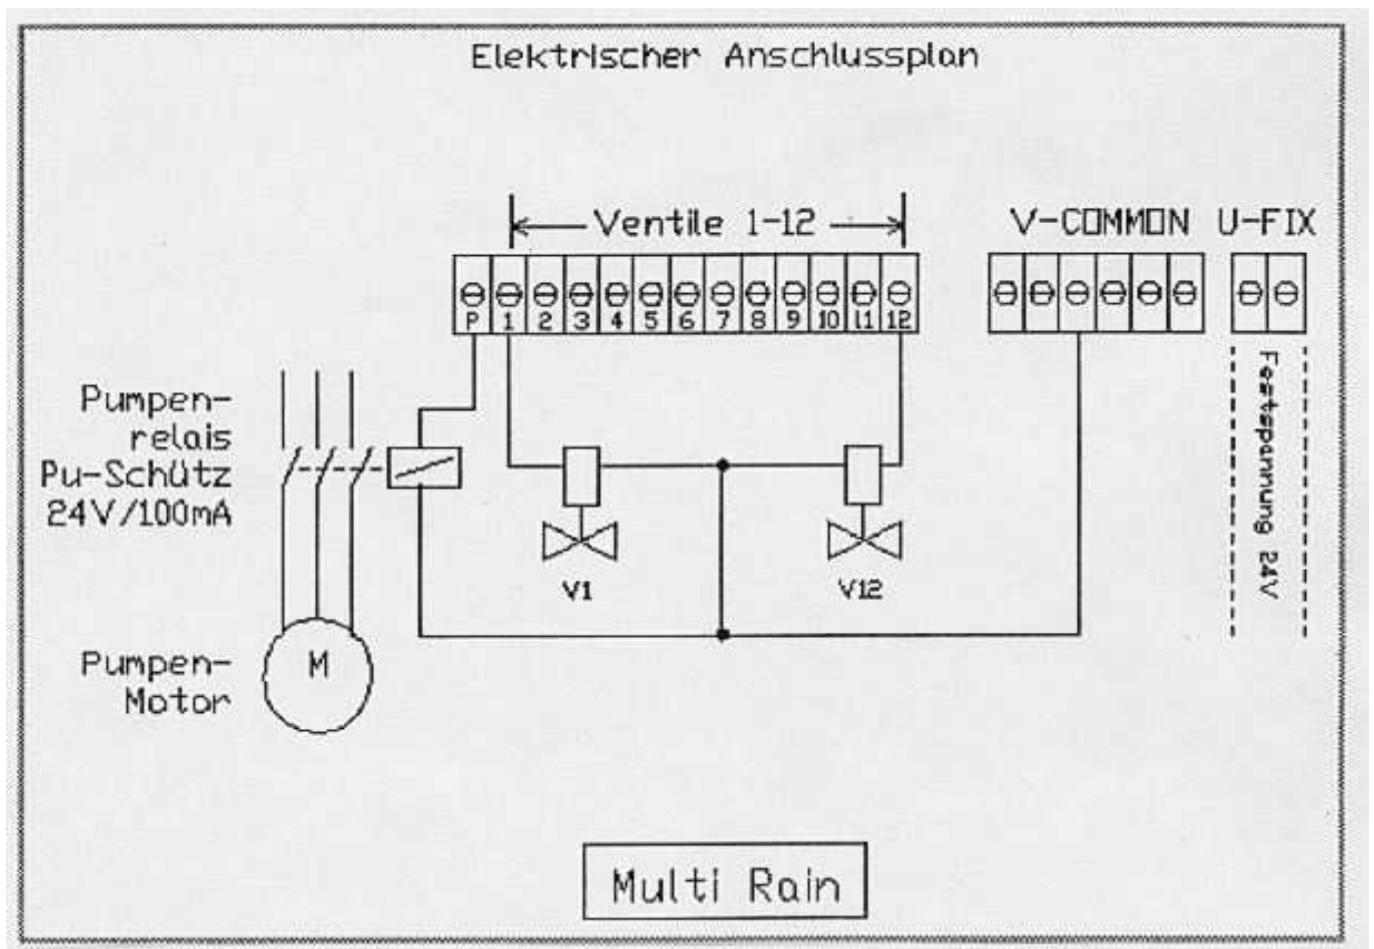 Elektrischer Anschlussplan
Ventile 1-12
V-COMMON
U-FIX
P 1 2 3 4 5 6 7 8 9 10 11 12
Pumpen-
relais
Pu-Schütz
24V/100mA
Festspannung 24V
V1
V12
M
Pumpen-
Motor
Multi Rain